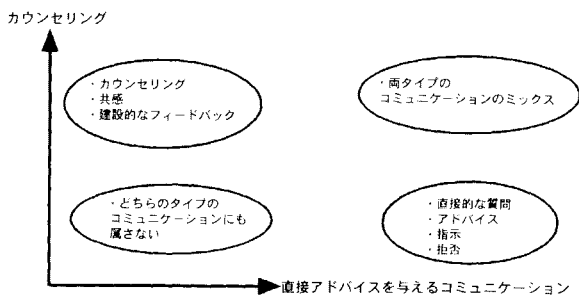 カウンセリング
・カウンセリング
・共感
・建設的なフィードバック
・両タイプの
コミュニケーションのミックス
・どちらのタイプの
コミュニケーションにも
属さない
・直接的な質問
・アドバイス
・指示
・拒否
直接アドバイスを与えるコミュニケーション